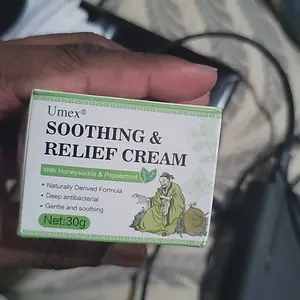 Umex®
SOOTHING &
RELIEF CREAM
With Honeysuckle & Peppermint
• Naturally Derived Formula
• Deep antibacterial
• Gentle and soothing
Net:30g